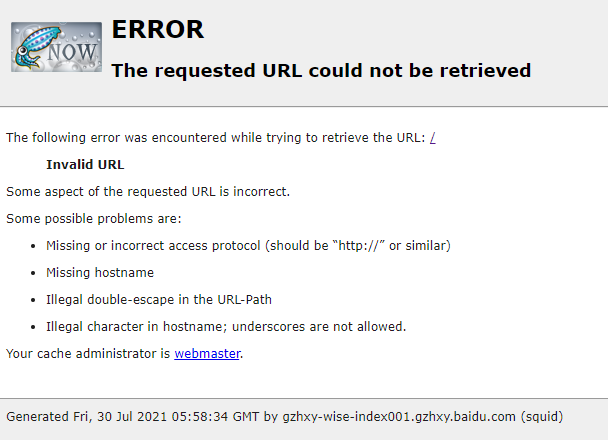 NOW
ERROR
The requested URL could not be retrieved
The following error was encountered while trying to retrieve the URL: /
Invalid URL
Some aspect of the requested URL is incorrect.
Some possible problems are:
• Missing or incorrect access protocol (should be “http://” or similar)
• Missing hostname
• Illegal double-escape in the URL-Path
• Illegal character in hostname; underscores are not allowed.
Your cache administrator is webmaster.
Generated Fri, 30 Jul 2021 05:58:34 GMT by gzhxy-wise-index001.gzhxy.baidu.com (squid)